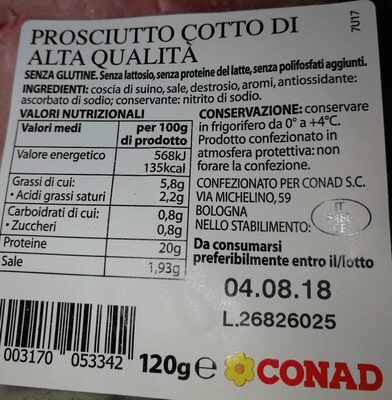 PROSCIUTTO COTTO DI
ALTA QUALITÀ
7U17
SENZA GLUTINE. Senza lattosio, senza proteine del latte, senza polifosfati aggiunti.
INGREDIENTI: coscia di suino, sale, destrosio, aromi, antiossidante:
ascorbato di sodio; conservante: nitrito di sodio.
VALORI NUTRIZIONALI
Valori medi per 100g di prodotto
Valore energetico 568kJ
135kcal
Grassi di cui: 5,8g
• Acidi grassi saturi 2,2g
Carboidrati di cui: 0,8g
• Zuccheri 0,8g
Proteine 20g
Sale 1,93g
CONSERVAZIONE: conservare
in frigorifero da 0° a +4°C.
Prodotto confezionato in
atmosfera protettiva: non
forare la confezione.
CONFEZIONATO PER CONAD S.C.
VIA MICHELINO, 59
BOLOGNA
NELLO STABILIMENTO:
IT
CE
Da consumarsi
preferibilmente entro il/lotto
04.08.18
L.26826025
003170 053342
120g e CONAD